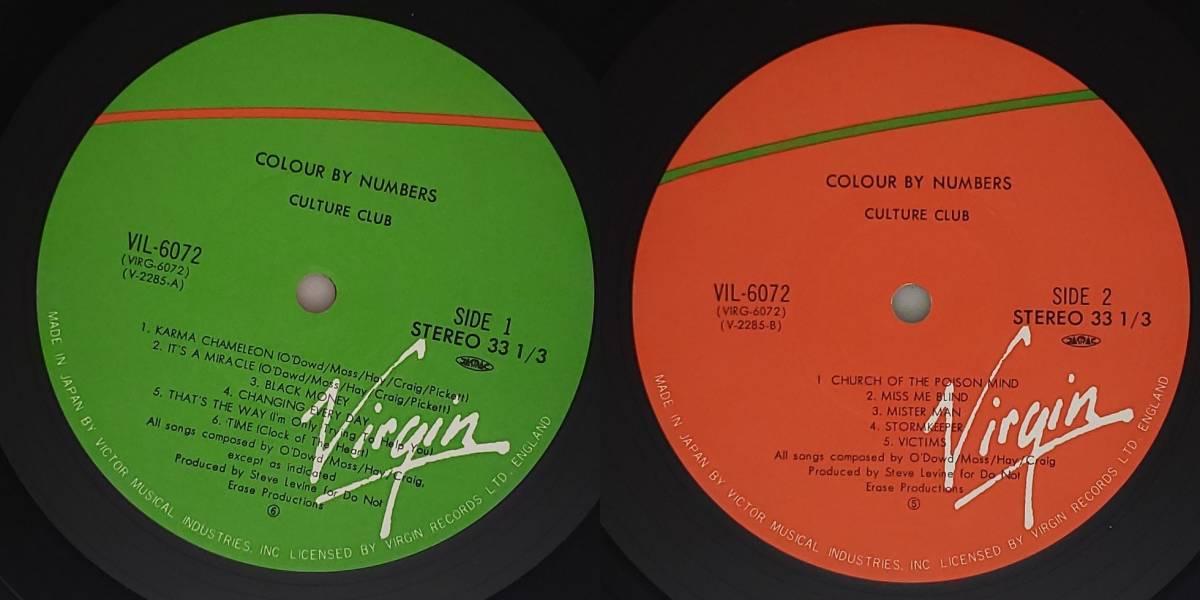 COLOUR BY NUMBERS
CULTURE CLUB
VIL-6072
(VIRG-6072)
(V-2285-A)
SIDE 1
STEREO 33 1/3
JASRAC
1. KARMA CHAMELEON (O'Dowd/Moss/Hay/Craig/Pickett)
2. IT'S A MIRACLE (O'Dowd/Moss/Hay/Craig/Pickett)
3. BLACK MONEY
4. CHANGING EVERY DAY
5. THAT'S THE WAY (I'm Only Trying To Help You)
6. TIME (Clock of The Heart)
All songs composed by O'Dowd/Moss/Hay/Craig,
except as indicated
Produced by Steve Levine for Do Not
Erase Productions
6
Virgin
MADE IN JAPAN BY VICTOR MUSICAL INDUSTRIES, INC LICENSED BY VIRGIN RECORDS LTD. ENGLAND
COLOUR BY NUMBERS
CULTURE CLUB
VIL-6072
(VIRG-6072)
(V-2285-B)
SIDE 2
STEREO 33 1/3
JASRAC
1 CHURCH OF THE POISON MIND
2. MISS ME BLIND
3. MISTER MAN
4. STORMKEEPER
5. VICTIMS
All songs composed by O'Dowd/Moss/Hay/Craig
Produced by Steve Levine for Do Not
Erase Productions
5
Virgin
MADE IN JAPAN BY VICTOR MUSICAL INDUSTRIES, INC LICENSED BY VIRGIN RECORDS LTD. ENGLAND